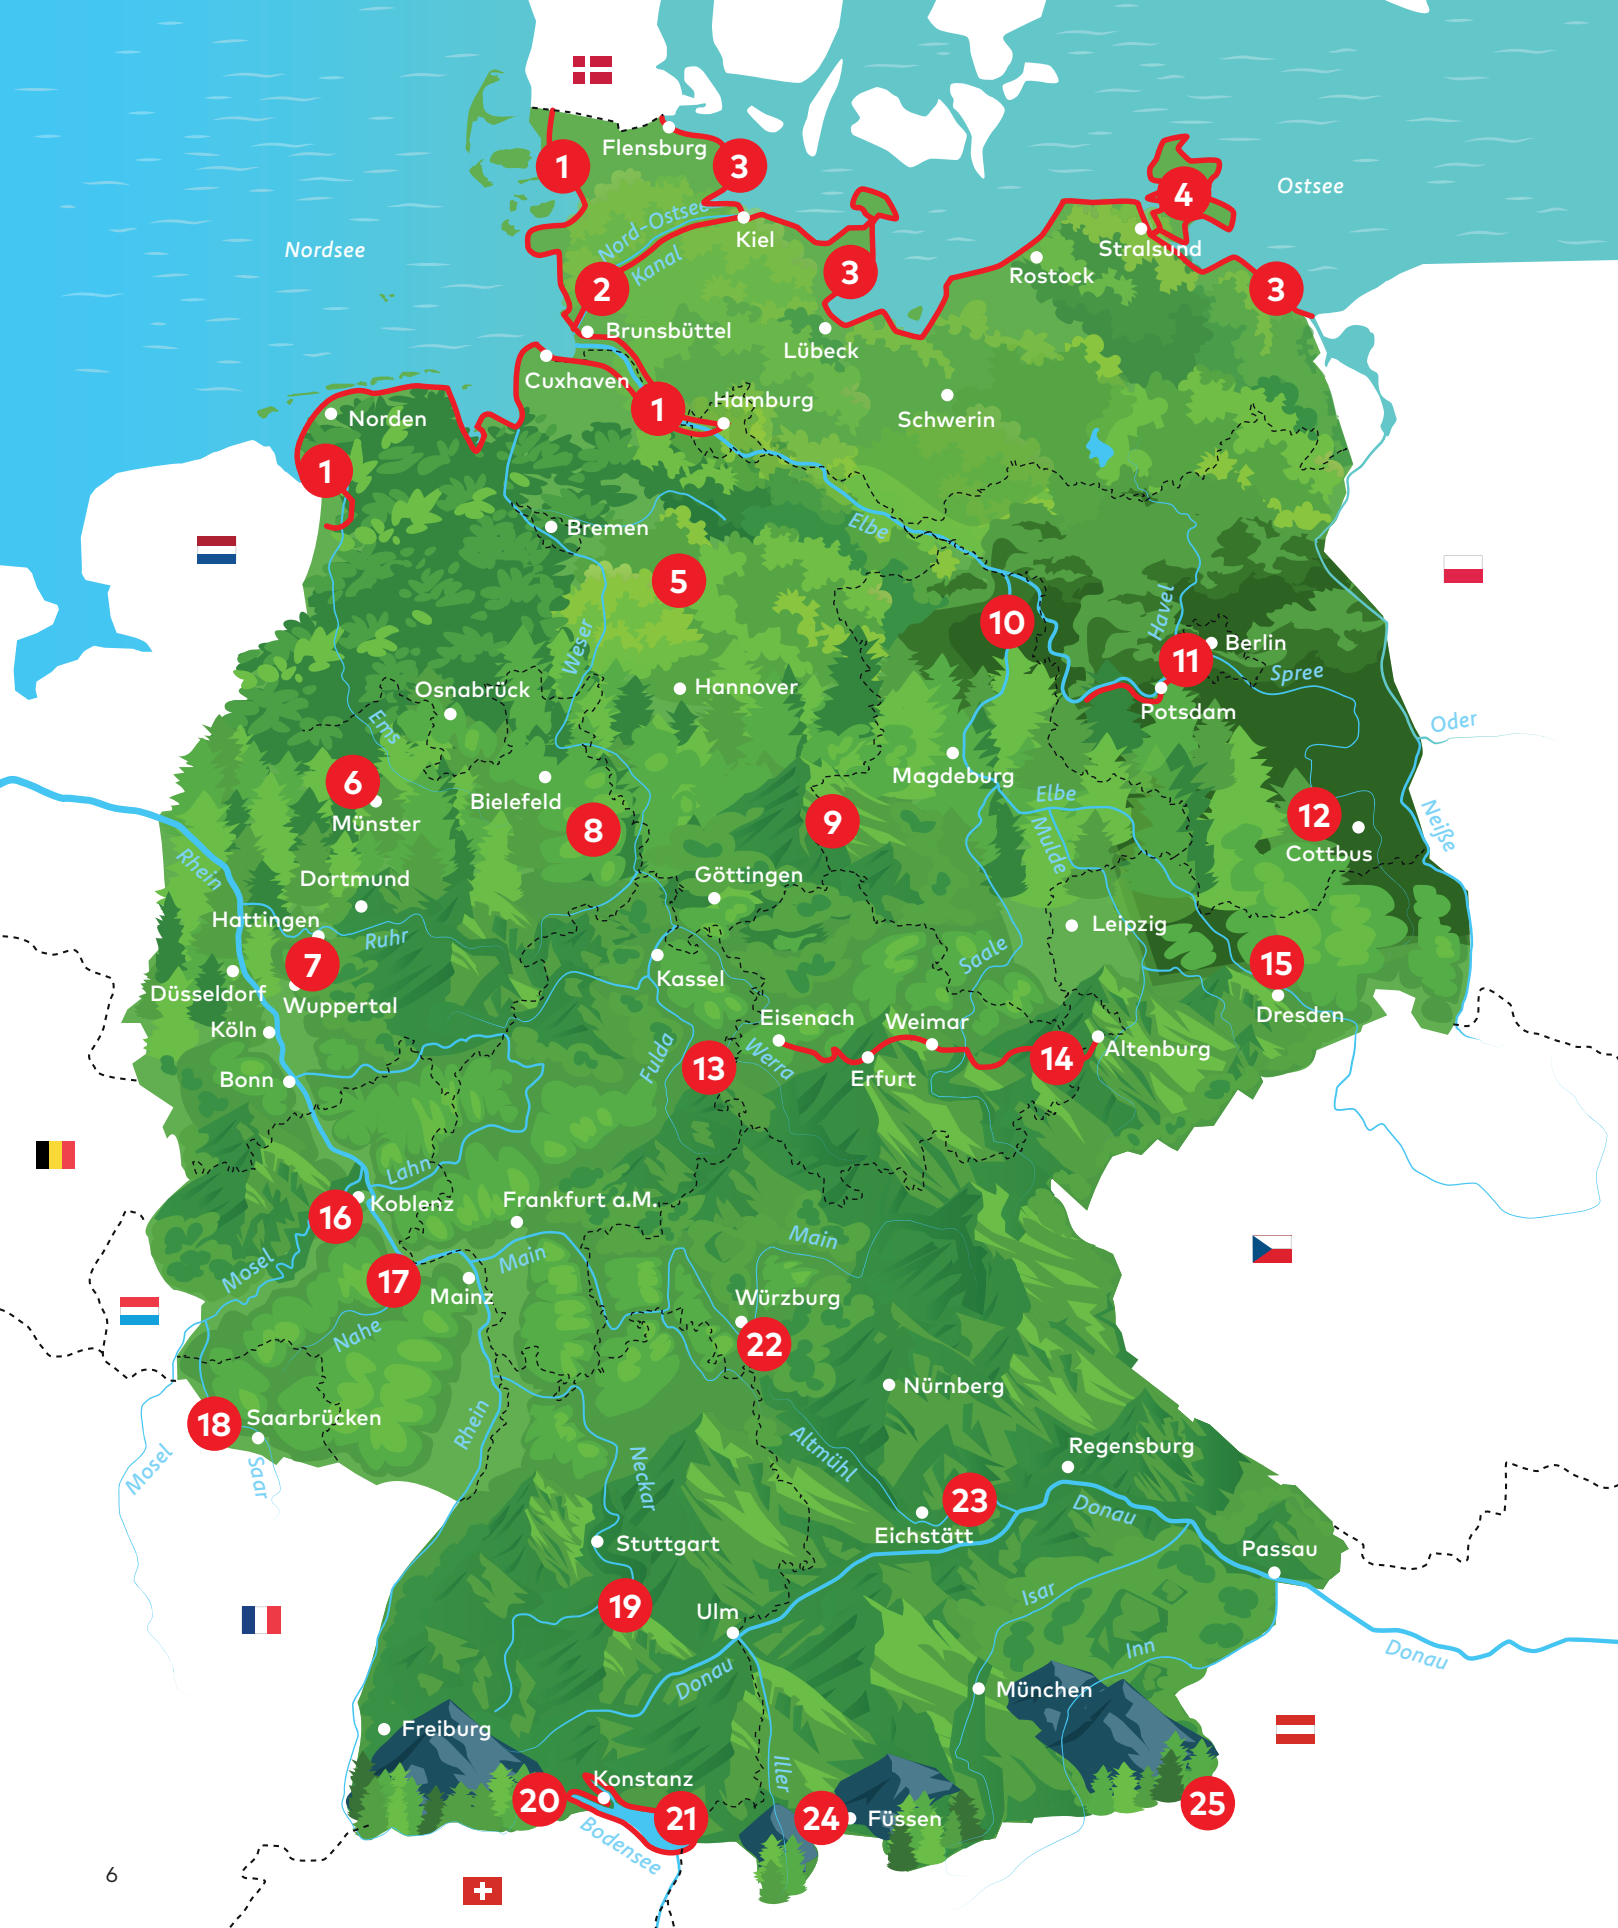 1
Flensburg
3
4
Ostsee
Nordsee
Nord-Ostsee
Kanal
Kiel
Stralsund
Rostock
2
3
3
Brunsbüttel
Lübeck
Cuxhaven
Norden
1
Hamburg
Schwerin
1
Bremen
Elbe
5
10
Havel
Berlin
11
Spree
Weser
Osnabrück
Hannover
Potsdam
Oder
Ems
6
Münster
Bielefeld
8
9
Magdeburg
Elbe
Mulde
12
Cottbus
Neiße
Rhein
Dortmund
Göttingen
Hattingen
Ruhr
Leipzig
7
Saale
15
Düsseldorf
Wuppertal
Kassel
Dresden
Köln
Eisenach
Weimar
Fulda
13
Werra
Erfurt
14
Altenburg
Bonn
Lahn
Koblenz
Frankfurt a.M.
16
Main
Main
Mosel
17
Mainz
Würzburg
Nahe
22
Nürnberg
18
Saarbrücken
Rhein
Mosel
Saar
Neckar
Altmühl
Regensburg
23
Donau
Eichstätt
Stuttgart
Passau
19
Ulm
Isar
Inn
Donau
Donau
München
Freiburg
Iller
Konstanz
20
21
24
Füssen
25
Bodensee
6